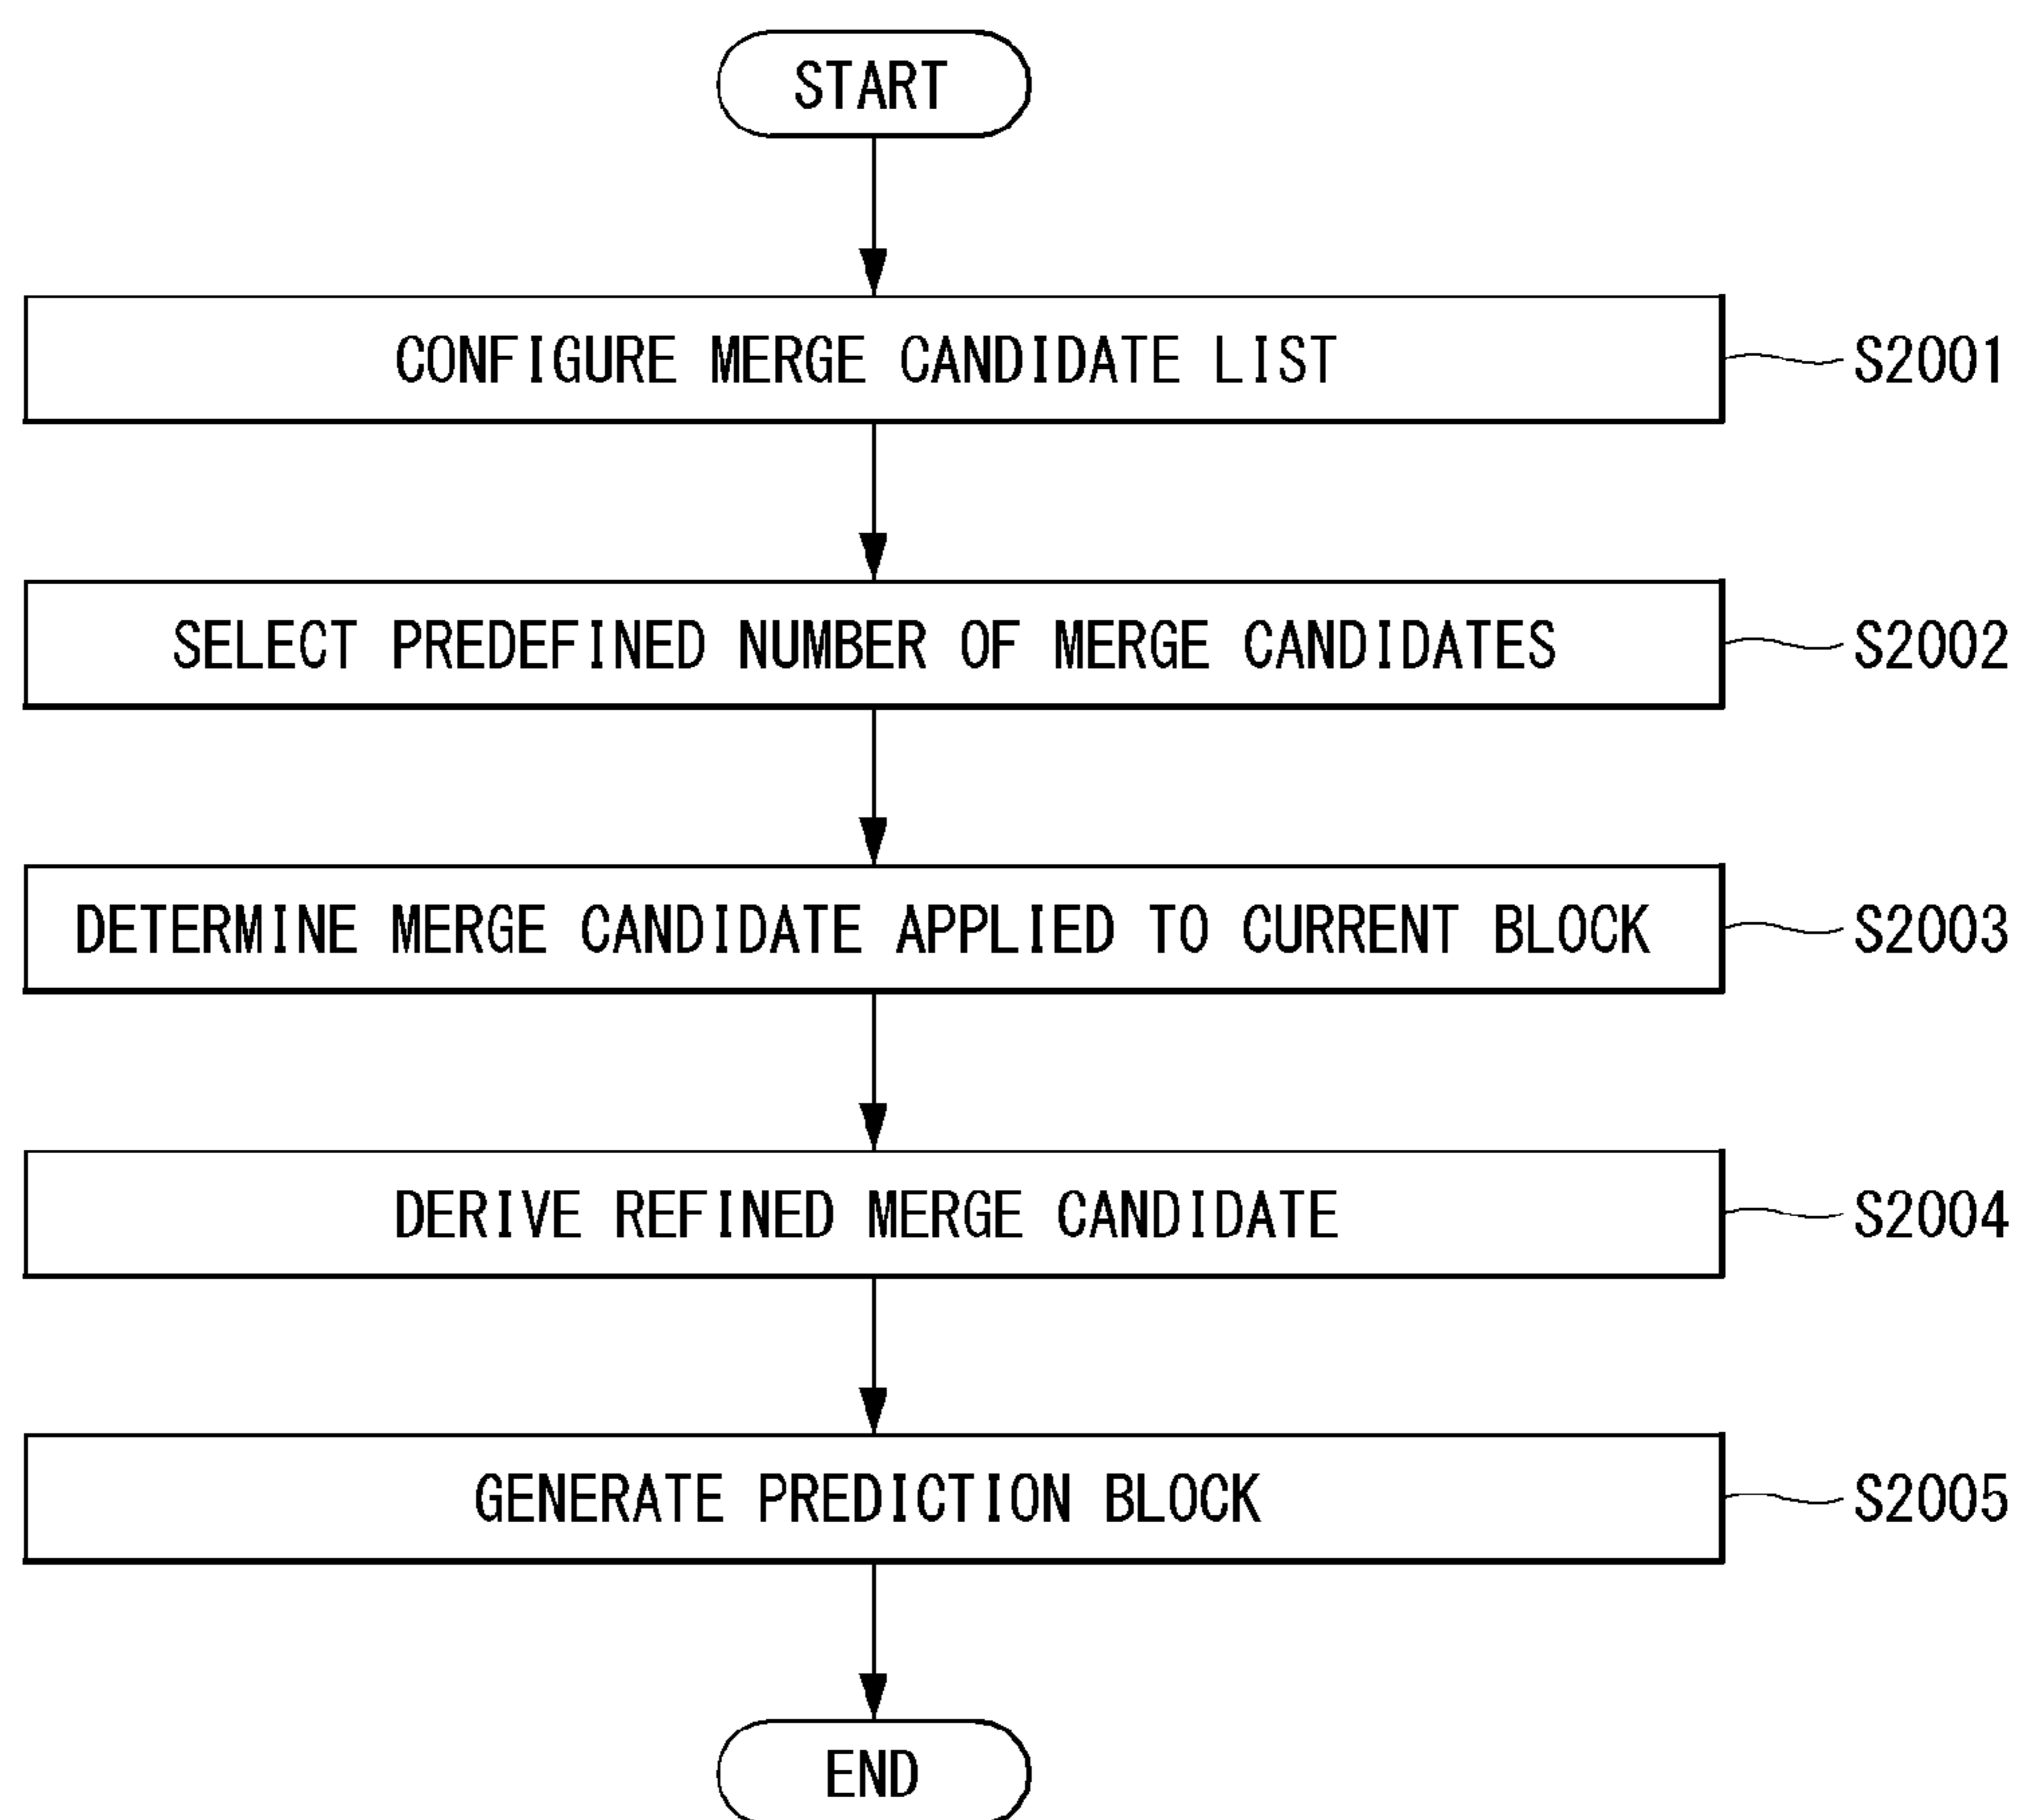 START
CONFIGURE MERGE CANDIDATE LIST
S2001
SELECT PREDEFINED NUMBER OF MERGE CANDIDATES
S2002
DETERMINE MERGE CANDIDATE APPLIED TO CURRENT BLOCK
S2003
DERIVE REFINED MERGE CANDIDATE
S2004
GENERATE PREDICTION BLOCK
S2005
END